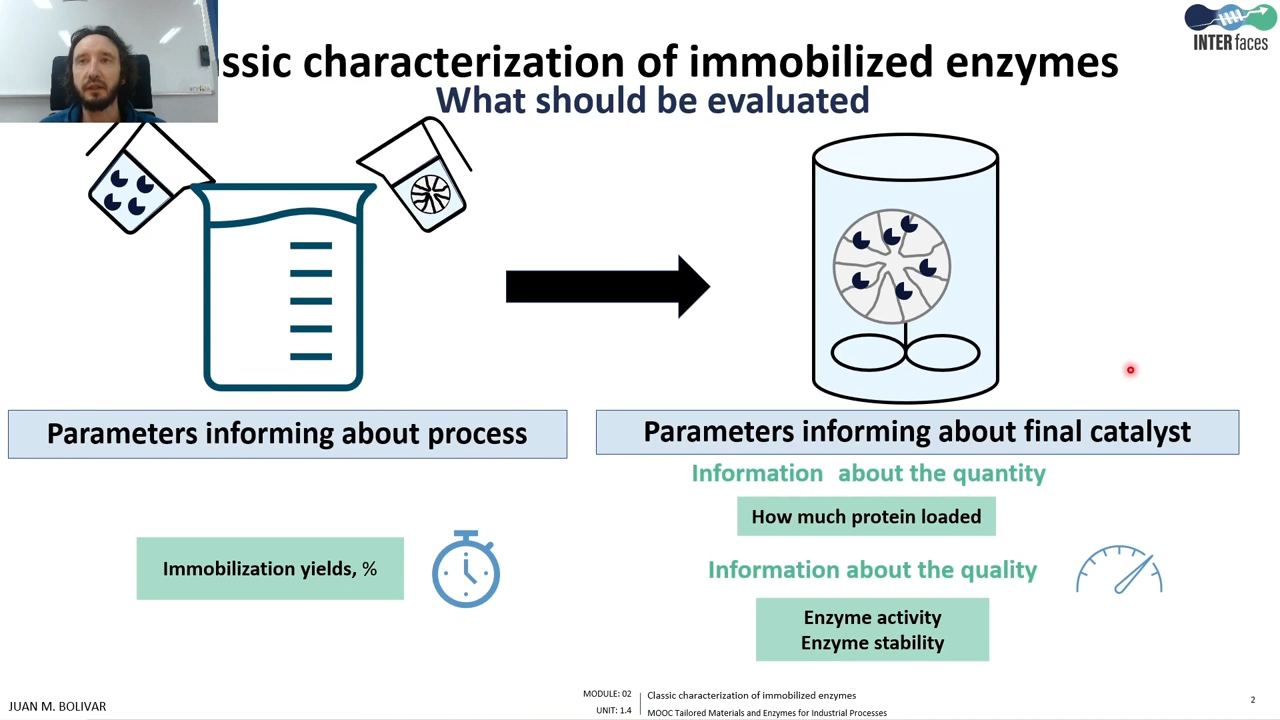 ssic characterization of immobilized enzymes
What should be evaluated
INTERfaces
Parameters informing about process
Parameters informing about final catalyst
Information about the quantity
How much protein loaded
Immobilization yields, %
Information about the quality
Enzyme activity
Enzyme stability
JUAN M. BOLIVAR
MODULE: 02
UNIT: 1.4
Classic characterization of immobilized enzymes
MOOC Tailored Materials and Enzymes for Industrial Processes
2